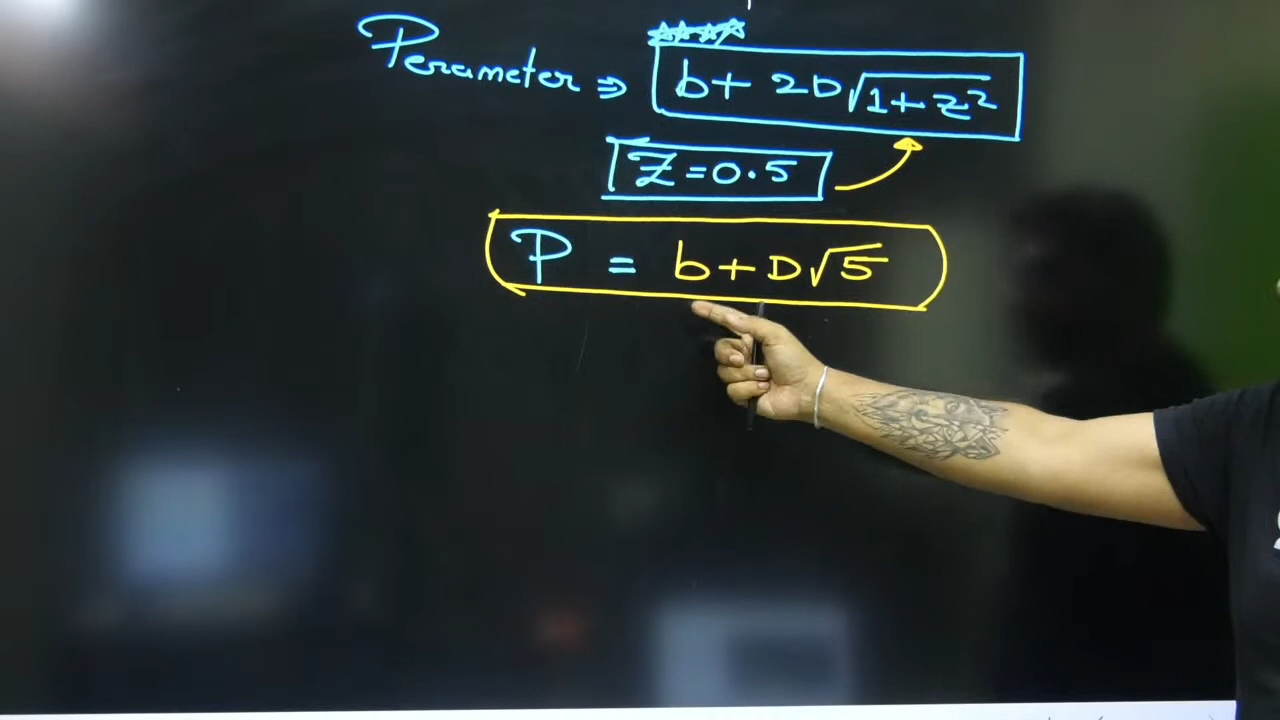 Perameter ⇒ b + 2D√(1+z²)
Z = 0.5
P = b + D√5